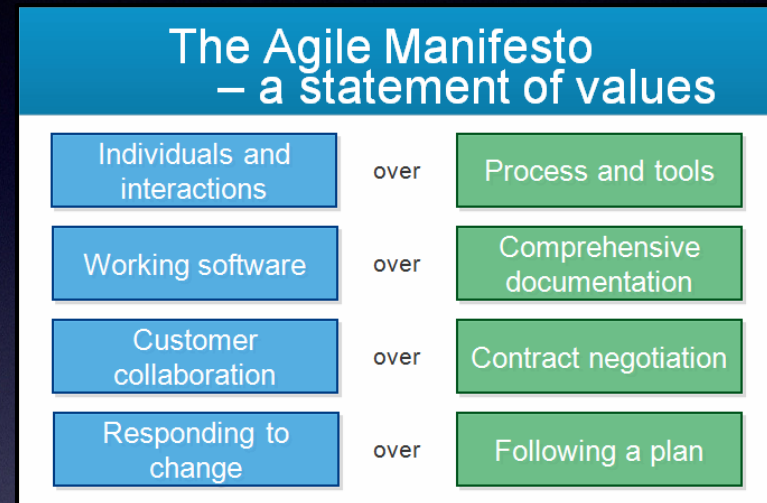 The Agile Manifesto
– a statement of values
Individuals and
interactions
over
Process and tools
Working software
over
Comprehensive
documentation
Customer
collaboration
over
Contract negotiation
Responding to
change
over
Following a plan